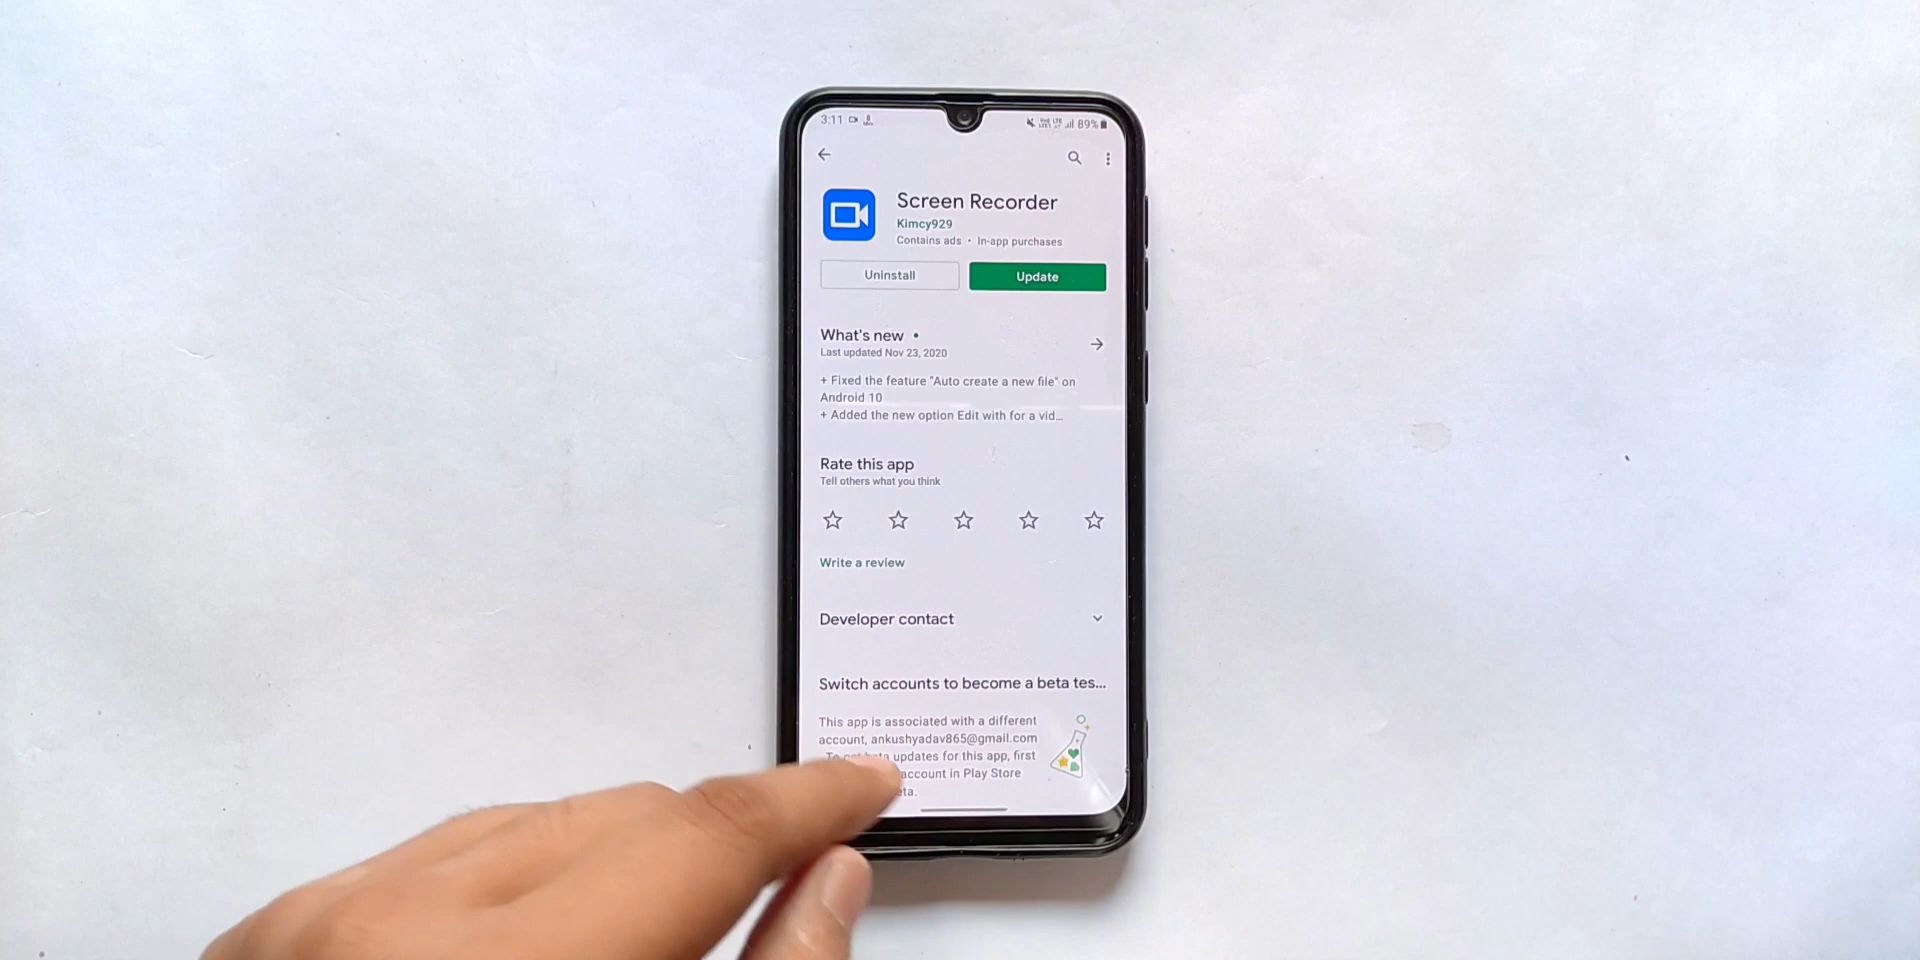 3:11
89%
Screen Recorder
Kimcy929
Contains ads • In-app purchases
Uninstall
Update
What's new •
Last updated Nov 23, 2020
+ Fixed the feature "Auto create a new file" on
Android 10
+ Added the new option Edit with for a vid...
Rate this app
Tell others what you think
Write a review
Developer contact
Switch accounts to become a beta tes...
This app is associated with a different
account, ankushyadav865@gmail.com
To get beta updates for this app, first
account in Play Store